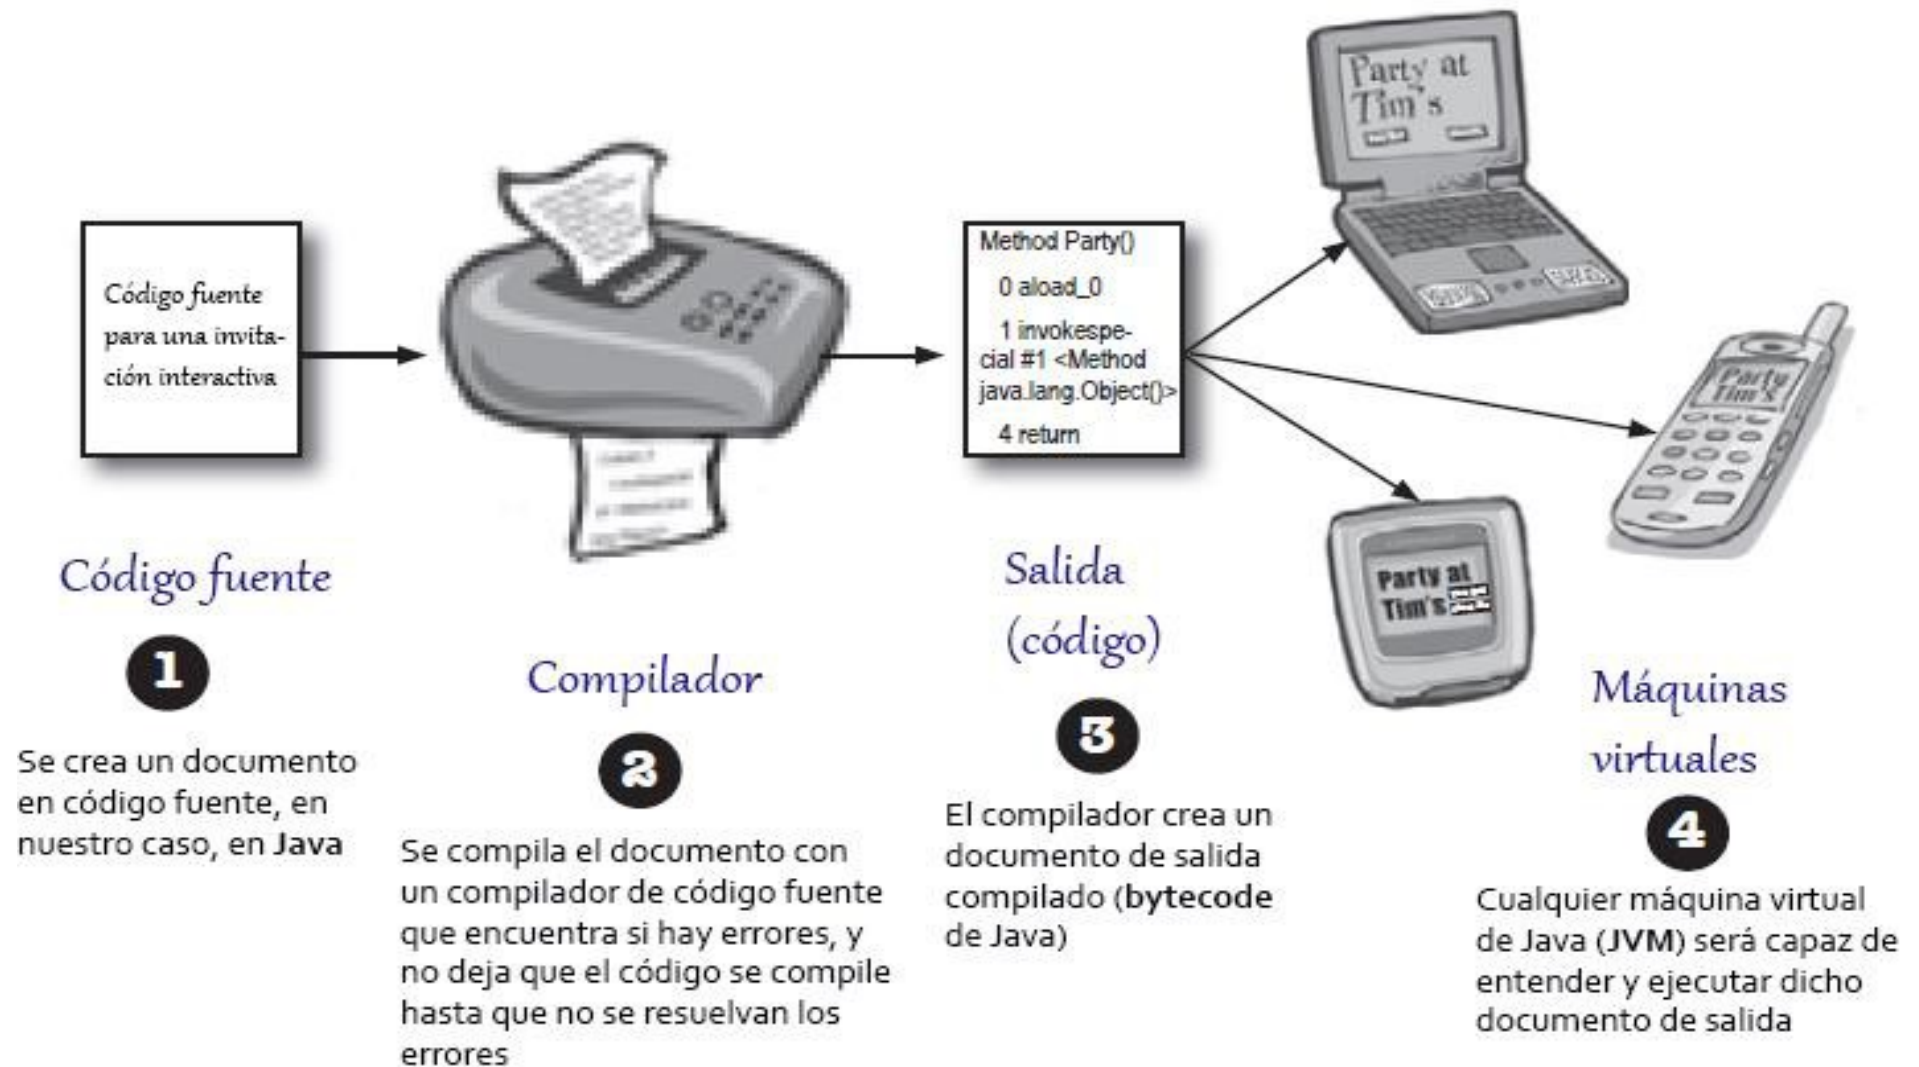 Código fuente
para una invita-
ción interactiva
Código fuente
1
Se crea un documento
en código fuente, en
nuestro caso, en Java
Compilador
2
Se compila el documento con
un compilador de código fuente
que encuentra si hay errores, y
no deja que el código se compile
hasta que no se resuelvan los
errores
Method Party()
0 aload_0
1 invokespe-
cial #1 <Method
java.lang.Object()>
4 return
Salida
(código)
3
El compilador crea un
documento de salida
compilado (bytecode
de Java)
Party at
Tim's
Party
Tim's
Party at
Tim's
Máquinas
virtuales
4
Cualquier máquina virtual
de Java (JVM) será capaz de
entender y ejecutar dicho
documento de salida